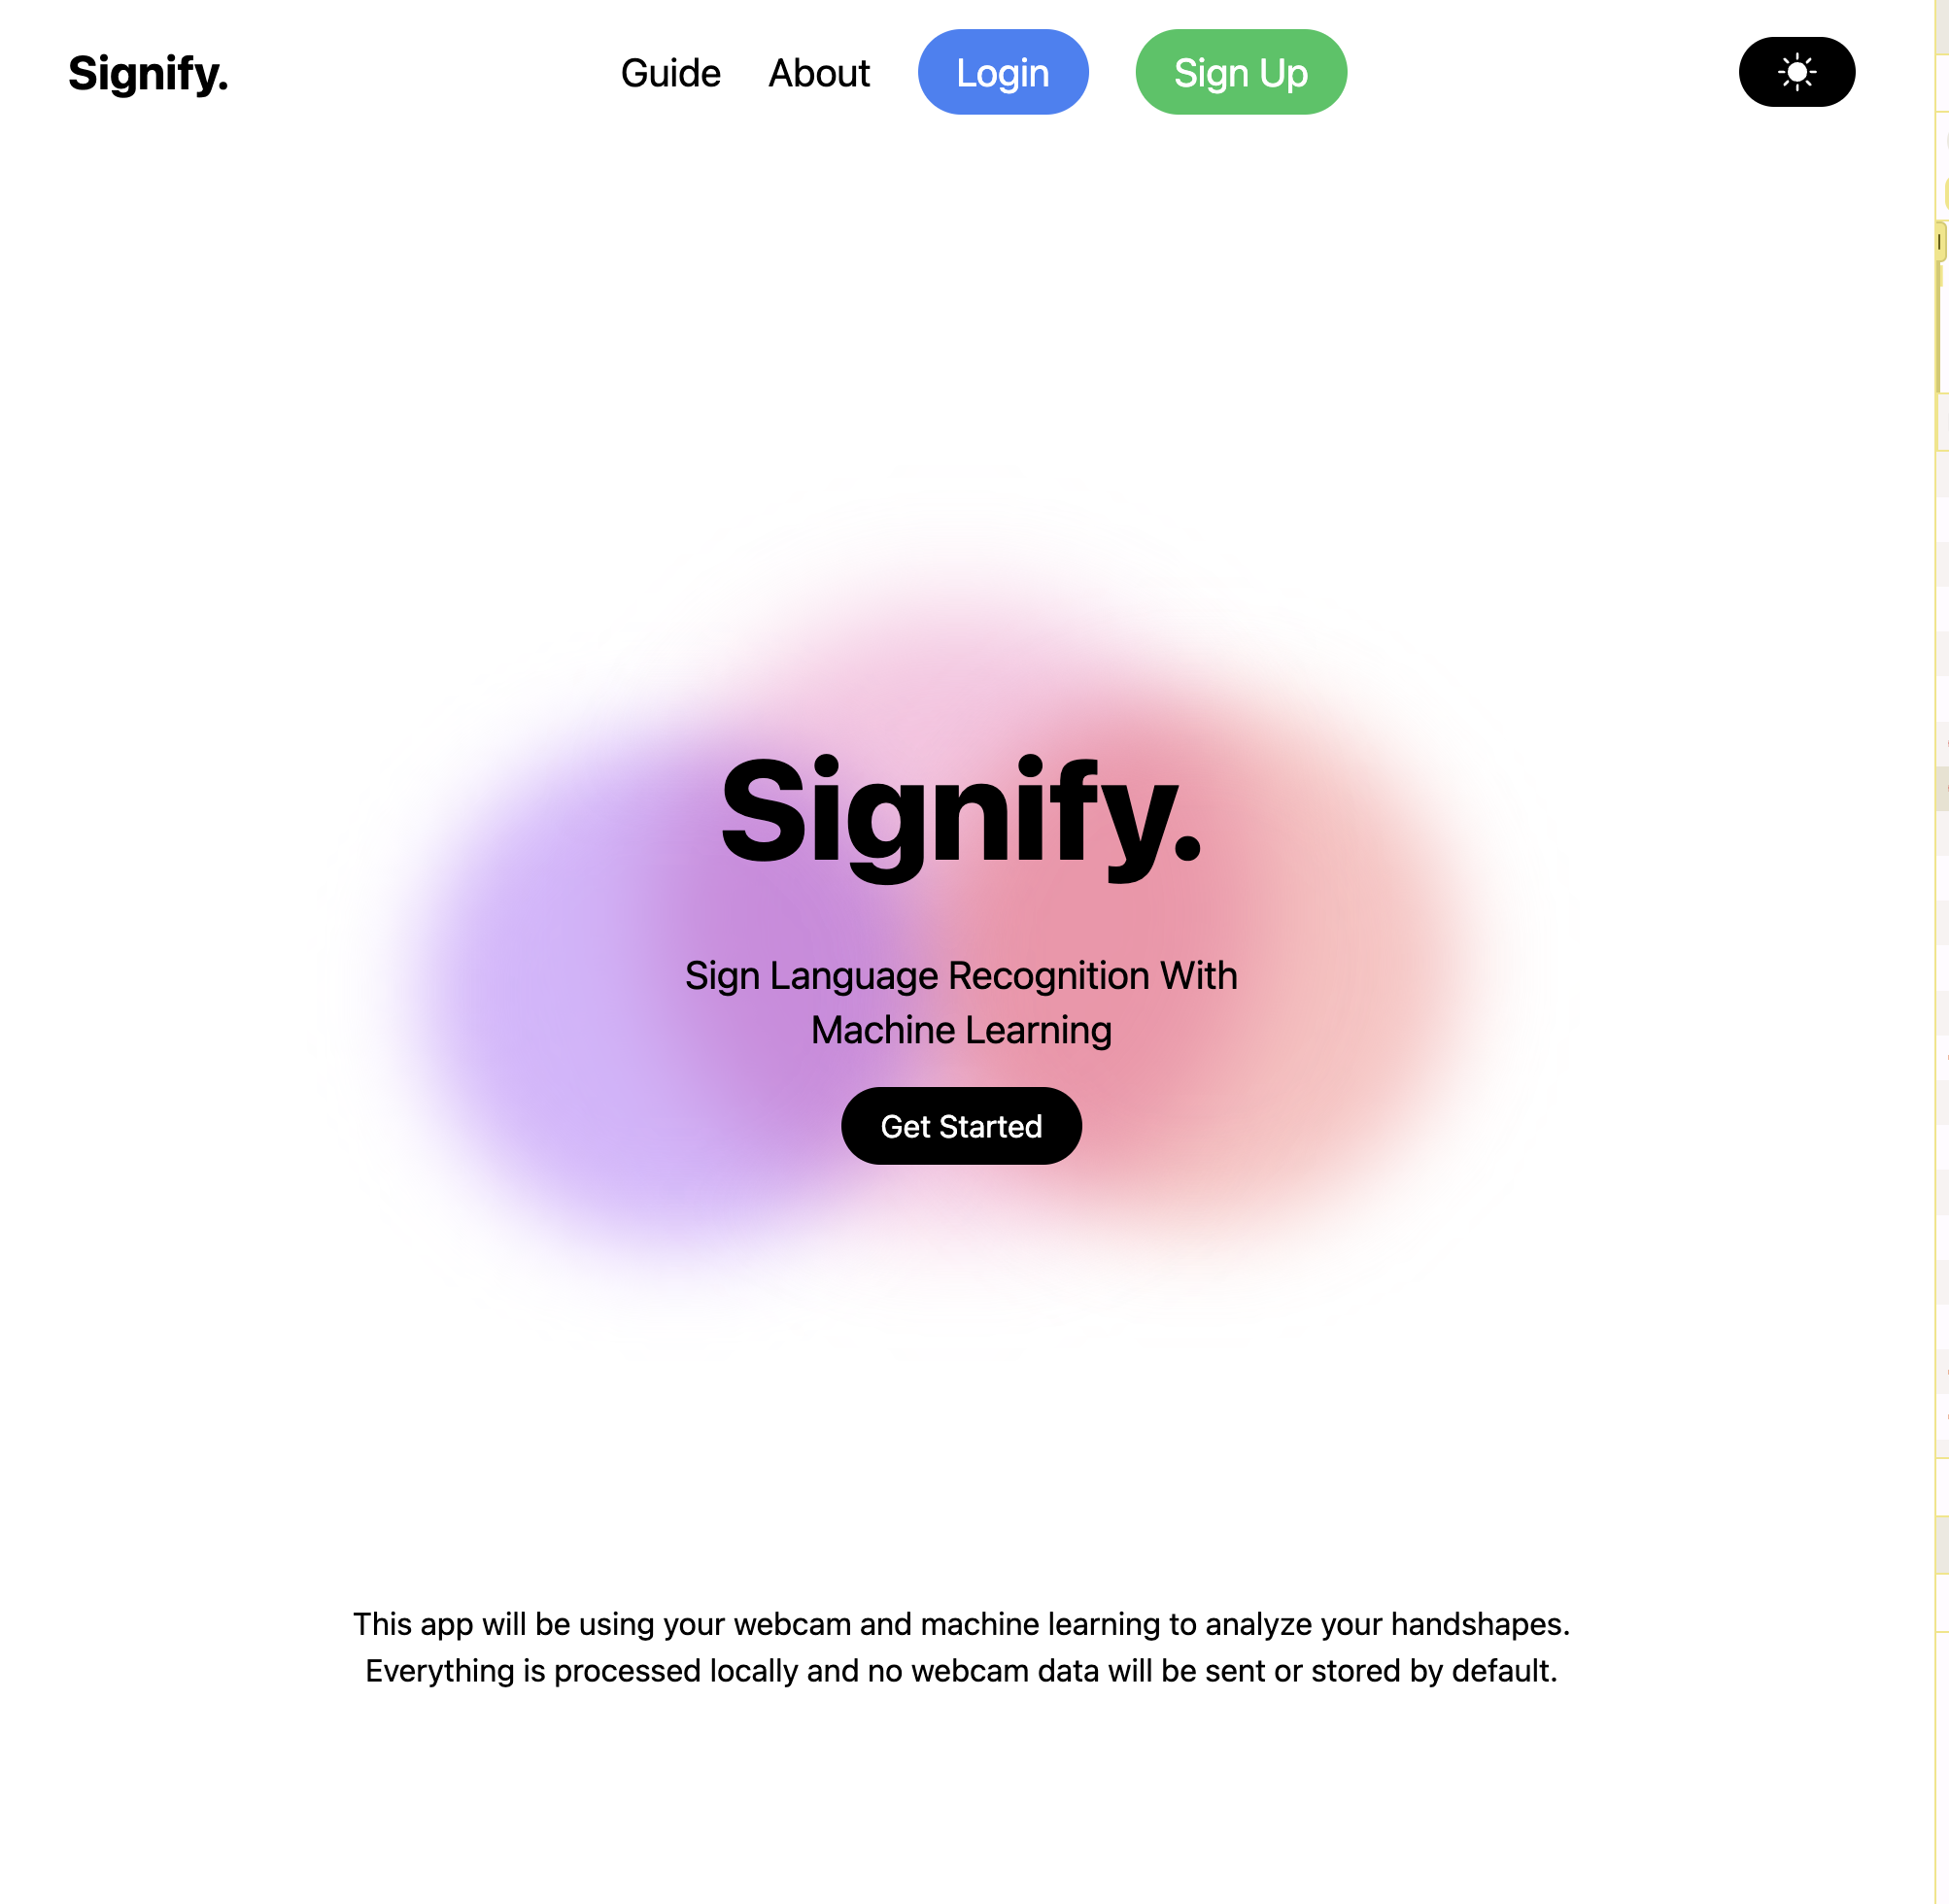 Signify.
Guide About Login Sign Up
Signify.
Sign Language Recognition With
Machine Learning
Get Started
This app will be using your webcam and machine learning to analyze your handshapes.
Everything is processed locally and no webcam data will be sent or stored by default.